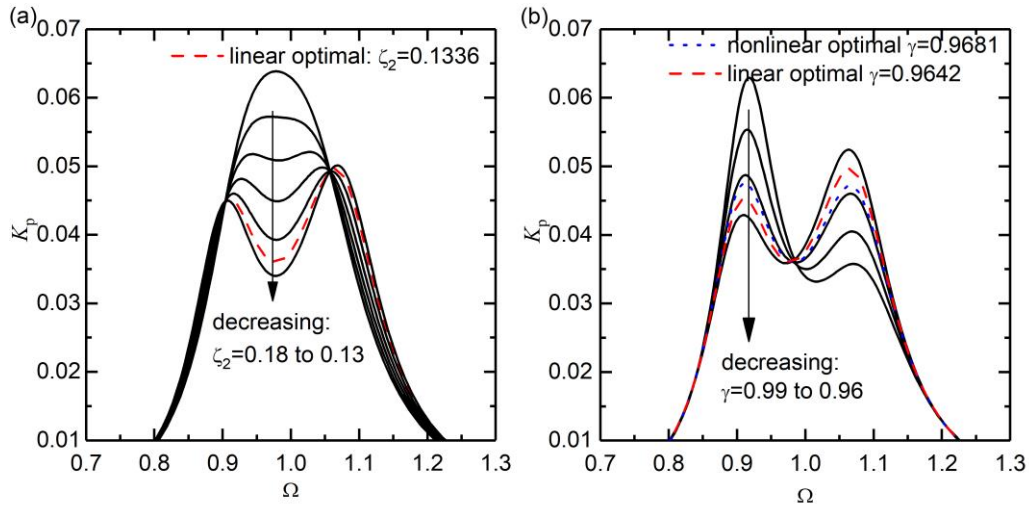 (a)
0.07
0.06
0.05
0.04
0.03
0.02
0.01
Kp
linear optimal: ζ2=0.1336
decreasing:
ζ2=0.18 to 0.13
0.7 0.8 0.9 1.0 1.1 1.2 1.3
Ω
(b)
0.07
0.06
0.05
0.04
0.03
0.02
0.01
Kp
nonlinear optimal γ=0.9681
linear optimal γ=0.9642
decreasing:
γ=0.99 to 0.96
0.7 0.8 0.9 1.0 1.1 1.2 1.3
Ω